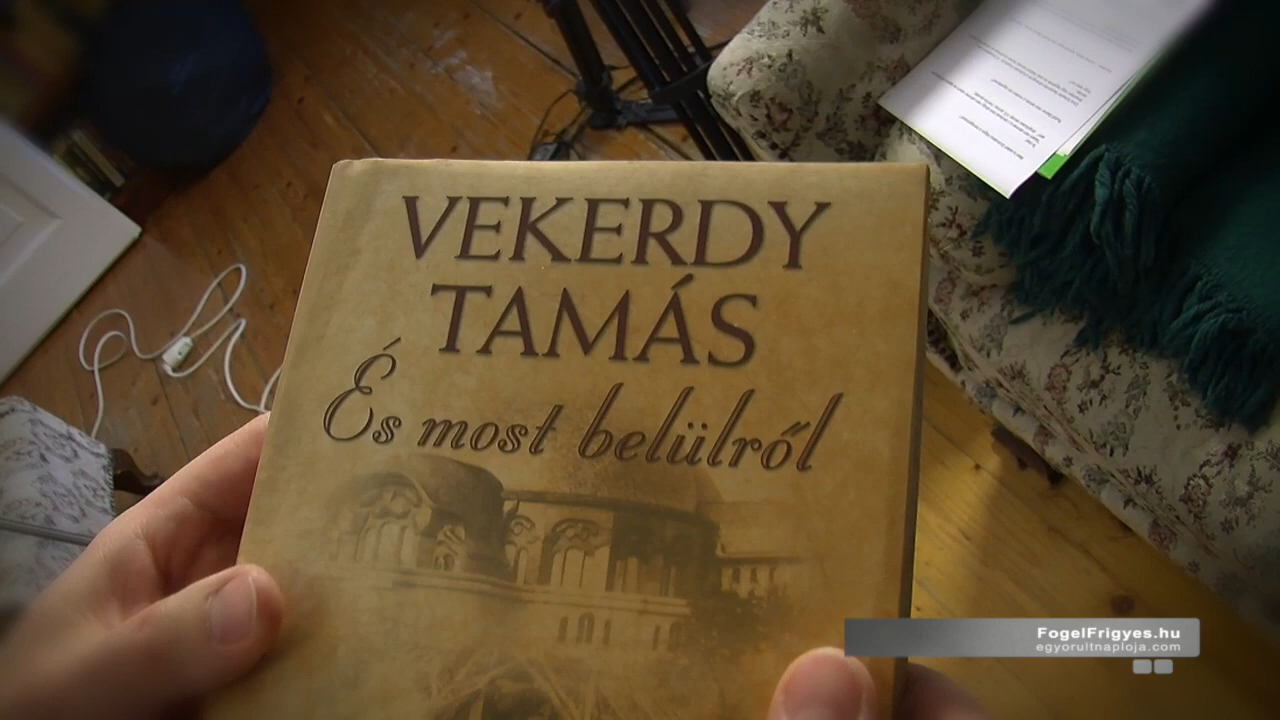 VEKERDY
TAMÁS
És most belülről
FogelFrigyes.hu
egyorultnaploja.com